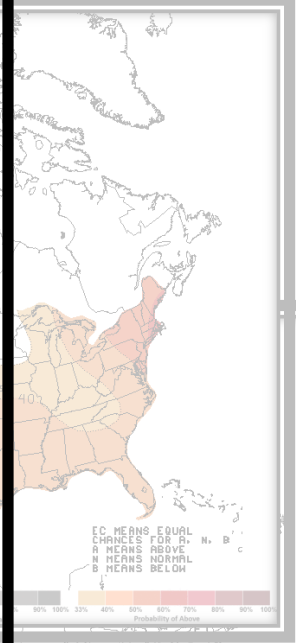 40
EC MEANS EQUAL
CHANCES FOR A, N, B
A MEANS ABOVE
N MEANS NORMAL
B MEANS BELOW
C
90% 100% 33% 40% 50% 60% 70% 80% 90% 100%
Probability of Above